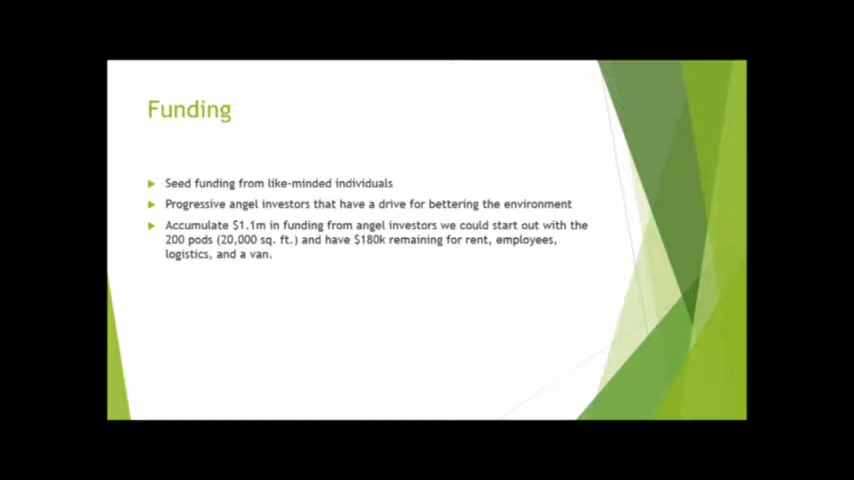 Funding
Seed funding from like-minded individuals
Progressive angel investors that have a drive for bettering the environment
Accumulate $1.1m in funding from angel investors we could start out with the
200 pods (20,000 sq. ft.) and have $180k remaining for rent, employees,
logistics, and a van.